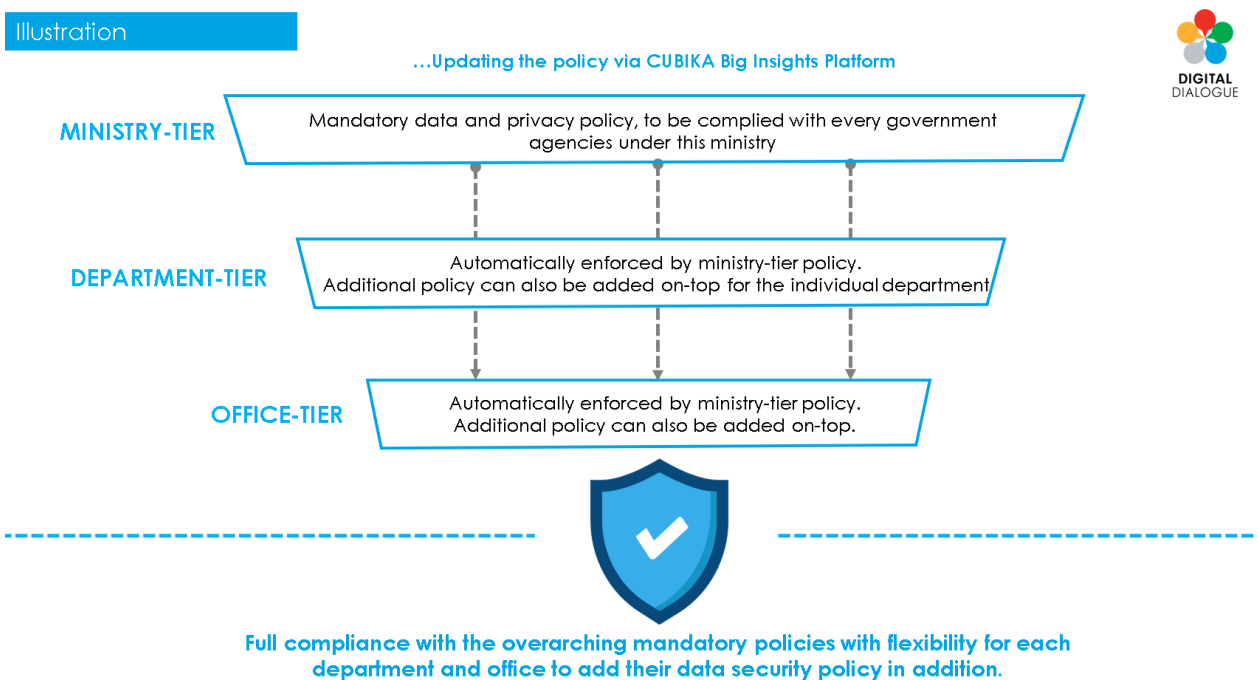 Illustration
...Updating the policy via CUBIKA Big Insights Platform
DIGITAL
DIALOGUE
MINISTRY-TIER
Mandatory data and privacy policy, to be complied with every government
agencies under this ministry
DEPARTMENT-TIER
Automatically enforced by ministry-tier policy.
Additional policy can also be added on-top for the individual department
OFFICE-TIER
Automatically enforced by ministry-tier policy.
Additional policy can also be added on-top.
Full compliance with the overarching mandatory policies with flexibility for each
department and office to add their data security policy in addition.